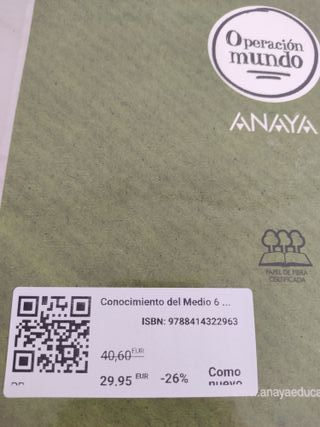 Operación
mundo
ANAYA
PAPEL DE FIBRA
CERTIFICADA
Conocimiento del Medio 6 ...
ISBN: 9788414322963
40,60 EUR
29,95 EUR -26% Como
nuevo
www.anayaeduca